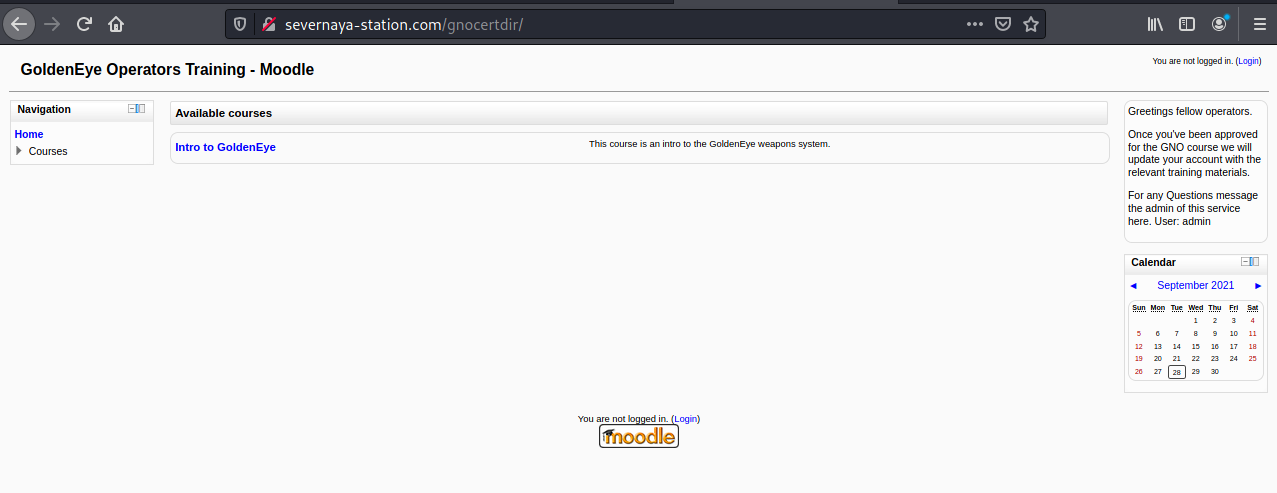 severnaya-station.com/gnocertdir/
GoldenEye Operators Training - Moodle
You are not logged in. (Login)
Navigation
Home
Courses
Available courses
Intro to GoldenEye
This course is an intro to the GoldenEye weapons system.
Greetings fellow operators.
Once you've been approved
for the GNO course we will
update your account with the
relevant training materials.
For any Questions message
the admin of this service
here. User: admin
Calendar
◄ September 2021 ►
Sun Mon Tue Wed Thu Fri Sat
1 2 3 4
5 6 7 8 9 10 11
12 13 14 15 16 17 18
19 20 21 22 23 24 25
26 27 28 29 30
You are not logged in. (Login)
moodle